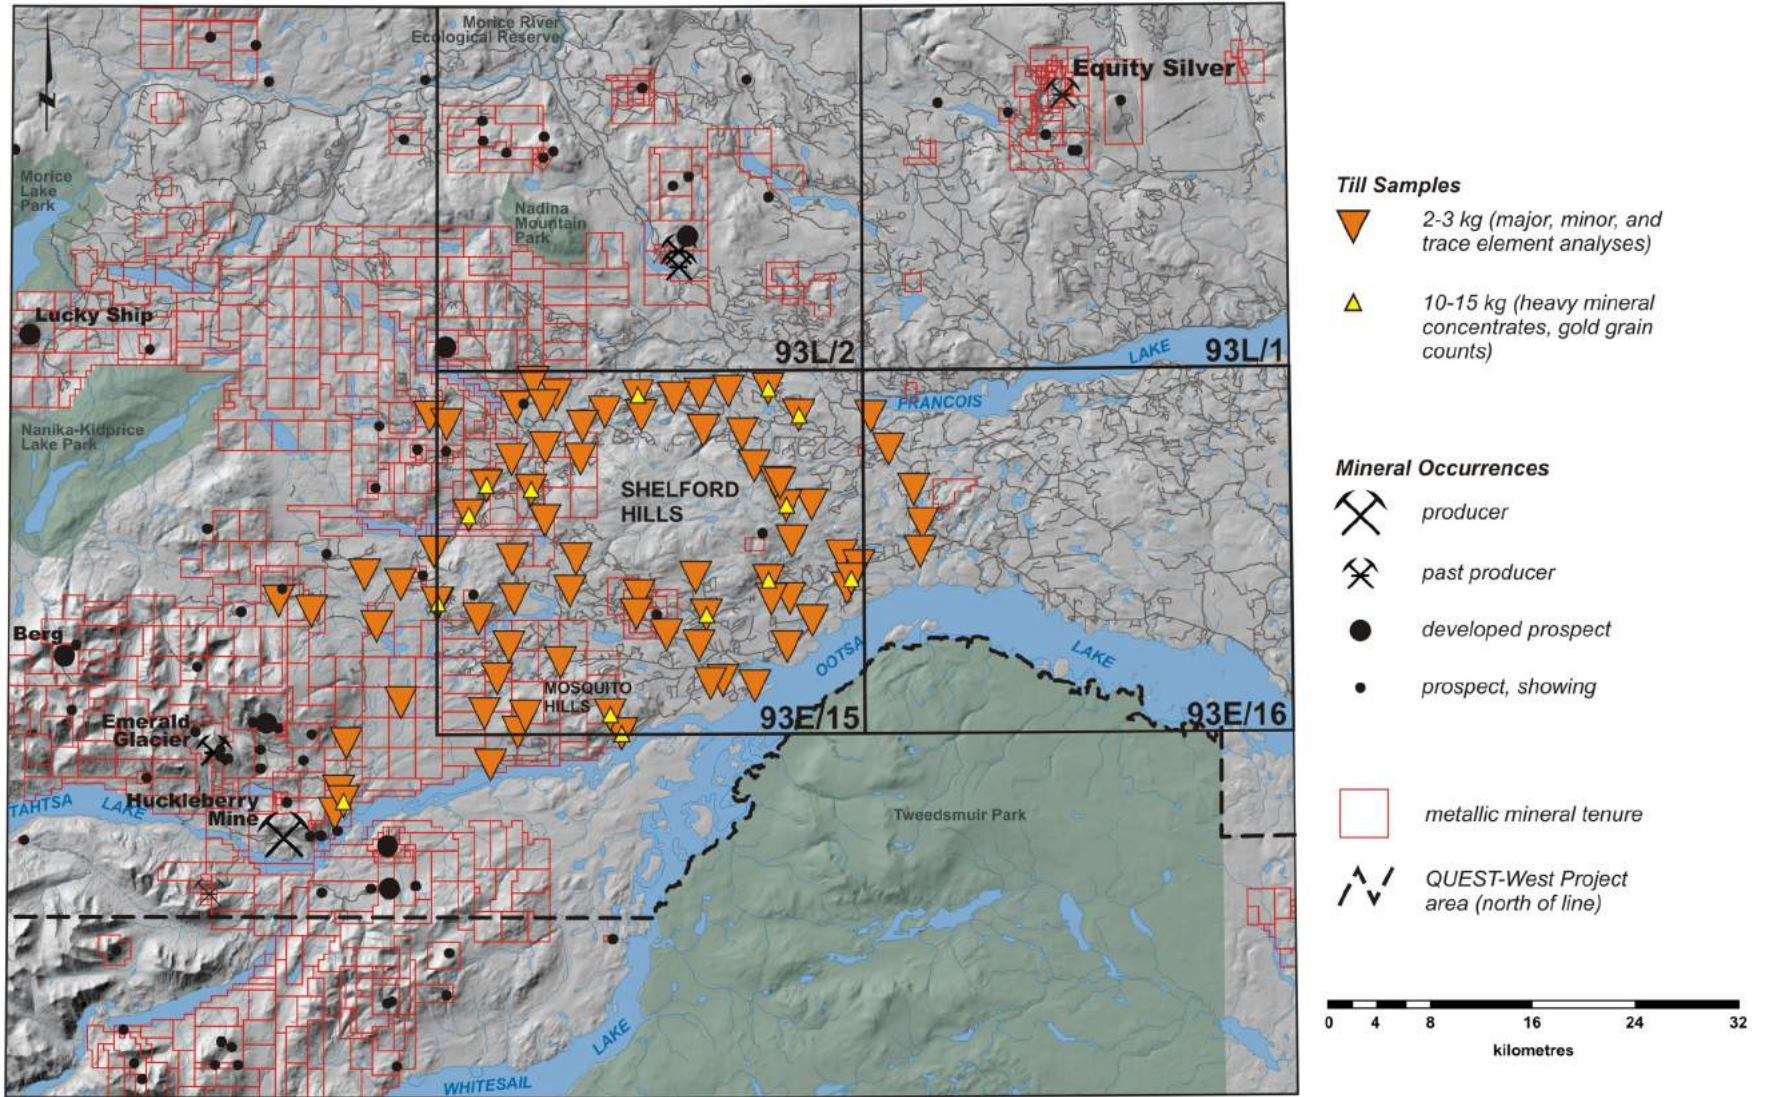 Morice River
Ecological Reserve
Equity Silver
Morice
Lake
Park
Nadina
Mountain
Park
Lucky Ship
93L/2
LAKE
93L/1
FRANCOIS
Nanika-Kidprice
Lake Park
SHELFORD
HILLS
Berg
OOTSA
LAKE
MOSQUITO
HILLS
93E/15
93E/16
Emerald
Glacier
TAHTSA
LAKE
Huckleberry
Mine
Tweedsmuir Park
LAKE
WHITESAIL
N
Till Samples
2-3 kg (major, minor, and
trace element analyses)
10-15 kg (heavy mineral
concentrates, gold grain
counts)
Mineral Occurrences
producer
past producer
developed prospect
prospect, showing
metallic mineral tenure
QUEST-West Project
area (north of line)
0 4 8 16 24 32
kilometres